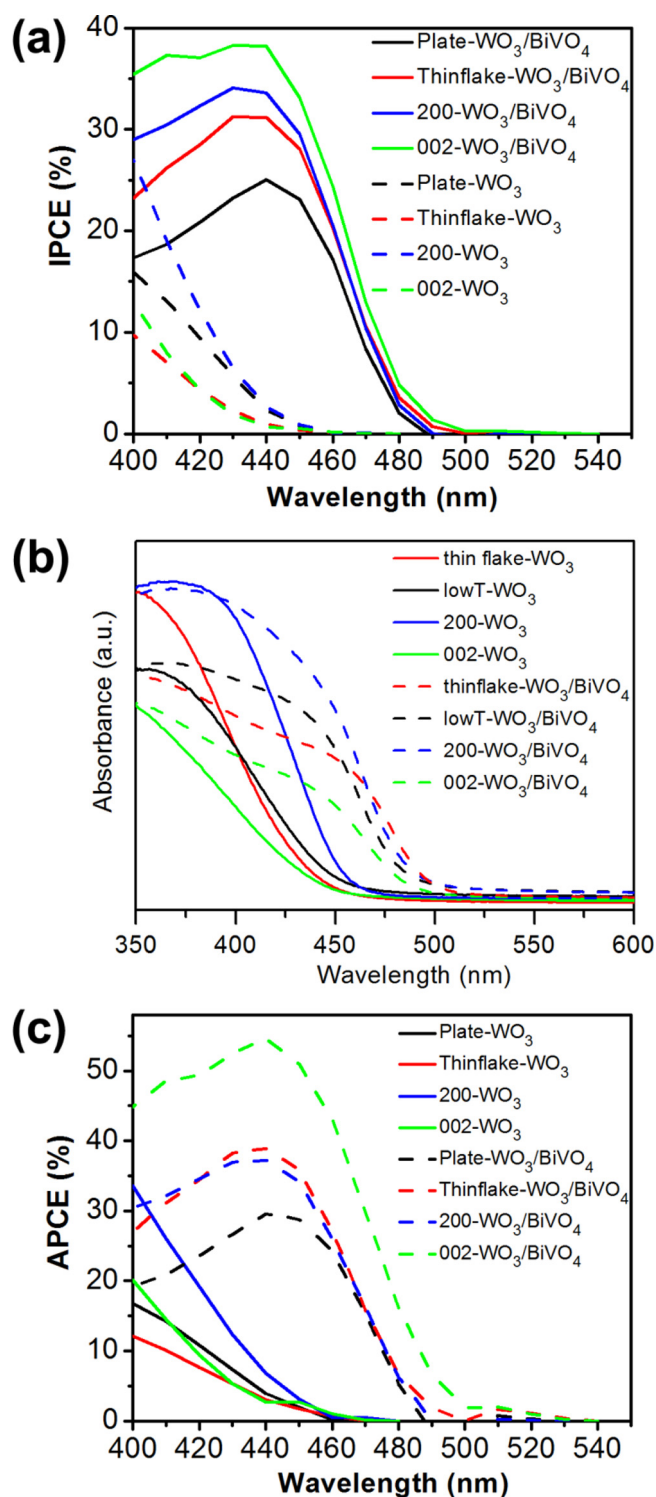 (a)
40
30
20
10
0
IPCE (%)
Plate-WO₃/BiVO₄
Thinflake-WO₃/BiVO₄
200-WO₃/BiVO₄
002-WO₃/BiVO₄
Plate-WO₃
Thinflake-WO₃
200-WO₃
002-WO₃
400 420 440 460 480 500 520 540
Wavelength (nm)
(b)
Absorbance (a.u.)
thin flake-WO₃
lowT-WO₃
200-WO₃
002-WO₃
thinflake-WO₃/BiVO₄
lowT-WO₃/BiVO₄
200-WO₃/BiVO₄
002-WO₃/BiVO₄
350 400 450 500 550 600
Wavelength (nm)
(c)
50
40
30
20
10
0
APCE (%)
Plate-WO₃
Thinflake-WO₃
200-WO₃
002-WO₃
Plate-WO₃/BiVO₄
Thinflake-WO₃/BiVO₄
200-WO₃/BiVO₄
002-WO₃/BiVO₄
400 420 440 460 480 500 520 540
Wavelength (nm)